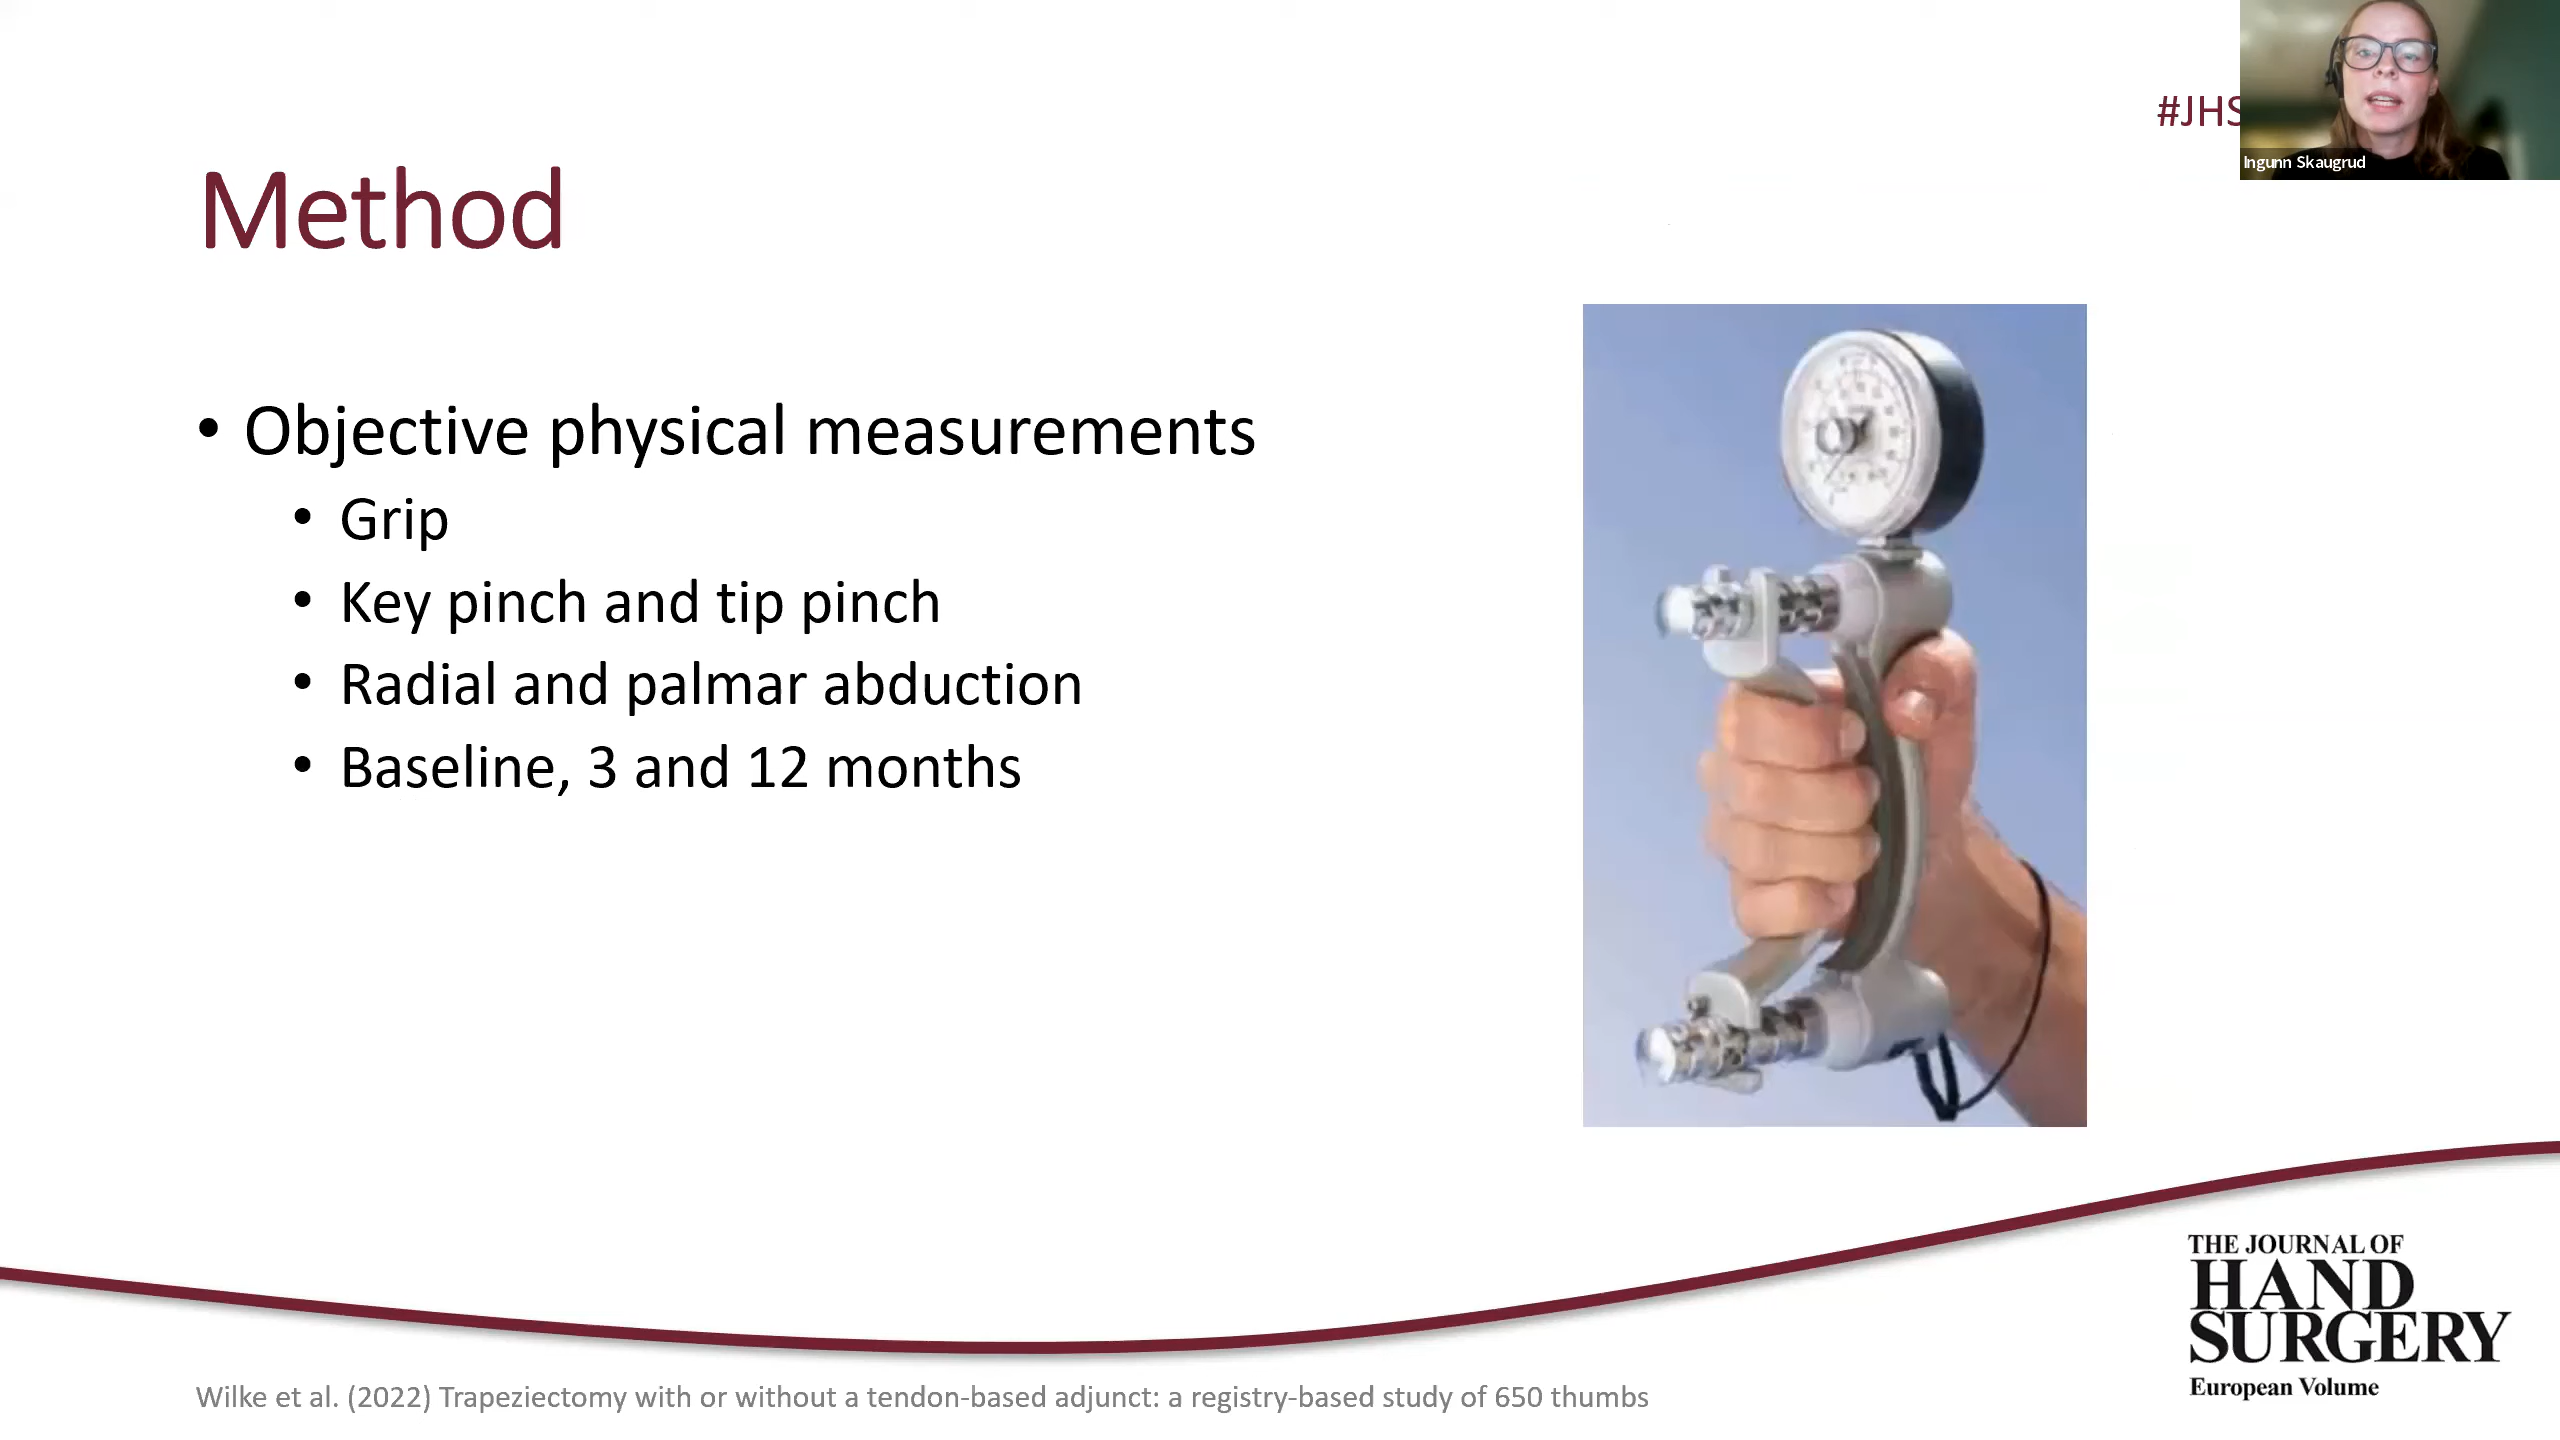 #JHS
Ingunn Skaugrud
Method
• Objective physical measurements
• Grip
• Key pinch and tip pinch
• Radial and palmar abduction
• Baseline, 3 and 12 months
THE JOURNAL OF
HAND
SURGERY
European Volume
Wilke et al. (2022) Trapeziectomy with or without a tendon-based adjunct: a registry-based study of 650 thumbs